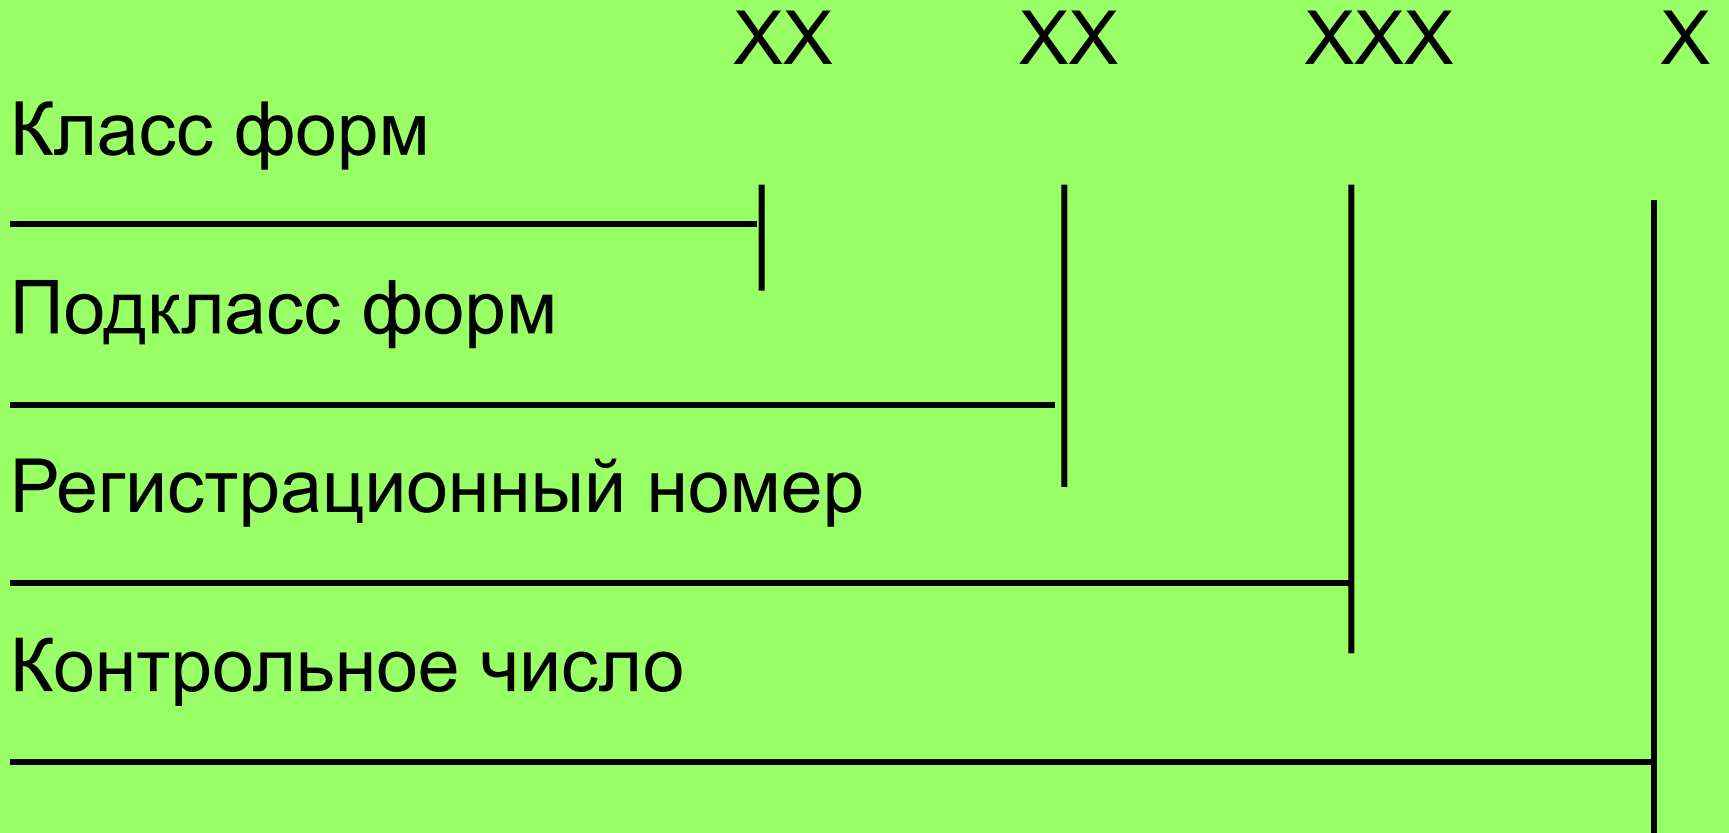 XX XX XXX X
Класс форм
Подкласс форм
Регистрационный номер
Контрольное число